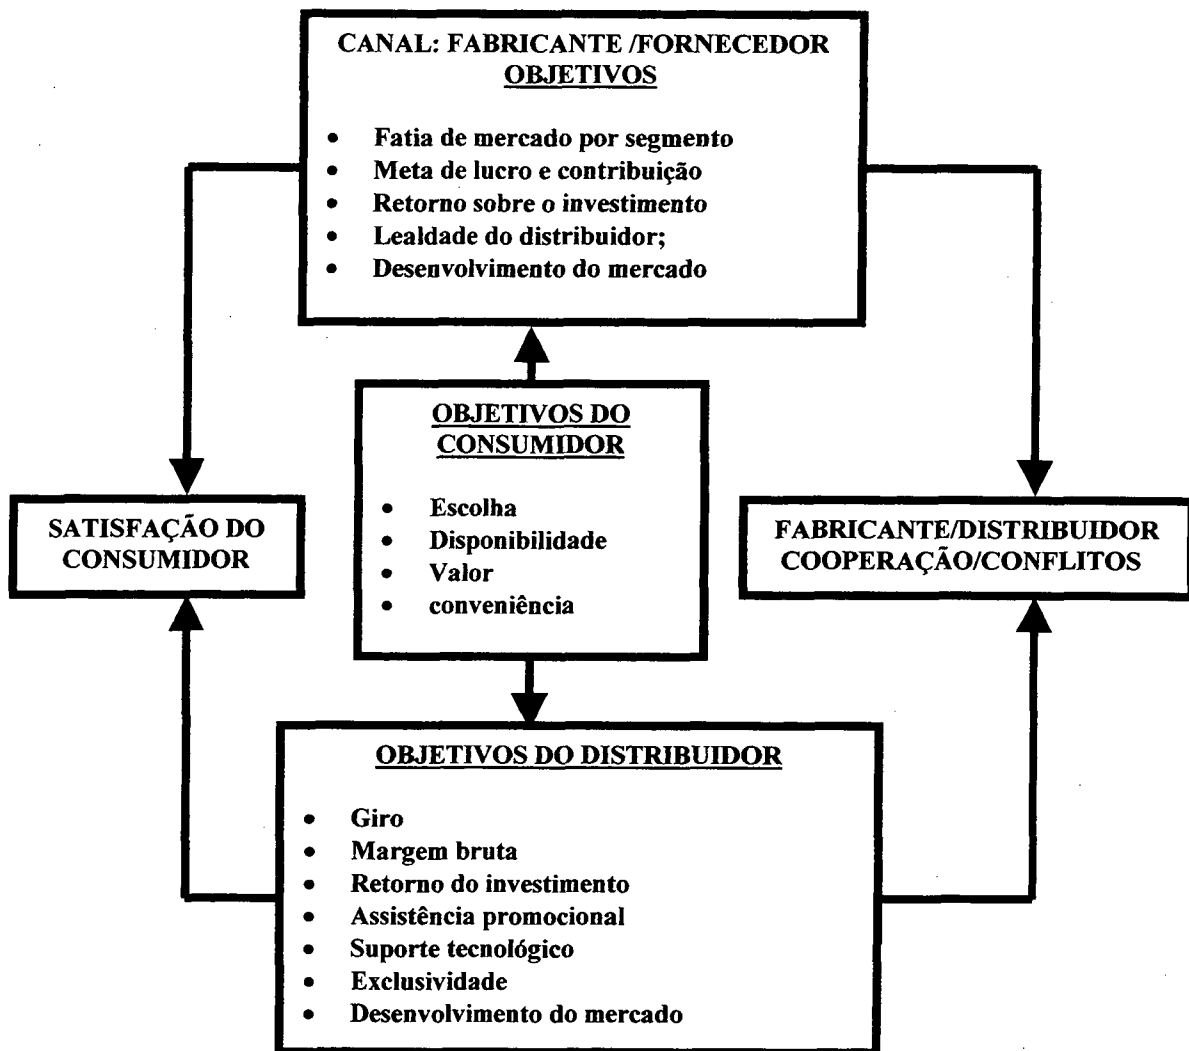 CANAL: FABRICANTE /FORNECEDOR
OBJETIVOS
• Fatia de mercado por segmento
• Meta de lucro e contribuição
• Retorno sobre o investimento
• Lealdade do distribuidor;
• Desenvolvimento do mercado
OBJETIVOS DO
CONSUMIDOR
• Escolha
• Disponibilidade
• Valor
• conveniência
SATISFAÇÃO DO
CONSUMIDOR
FABRICANTE/DISTRIBUIDOR
COOPERAÇÃO/CONFLITOS
OBJETIVOS DO DISTRIBUIDOR
• Giro
• Margem bruta
• Retorno do investimento
• Assistência promocional
• Suporte tecnológico
• Exclusividade
• Desenvolvimento do mercado